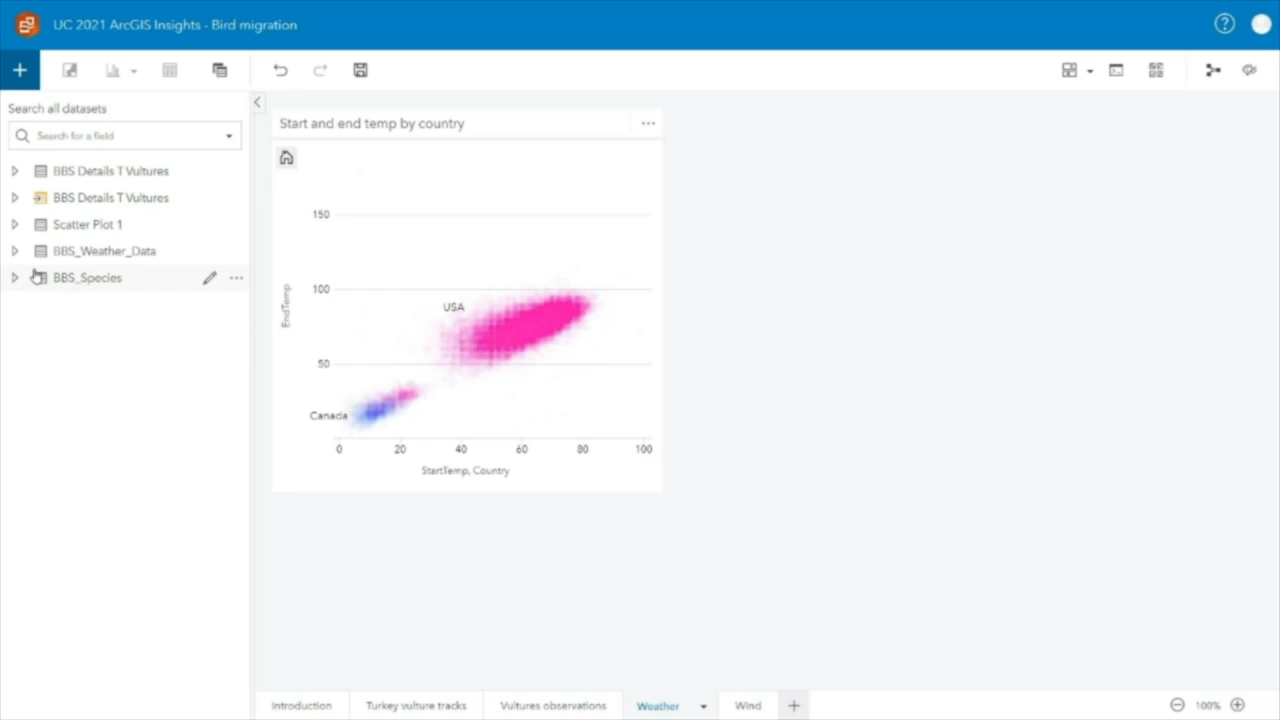 UC 2021 ArcGIS Insights - Bird migration
Search all datasets
Search for a field
BBS Details T Vultures
BBS Details T Vultures
Scatter Plot 1
BBS_Weather_Data
BBS_Species
Start and end temp by country
150
100
50
EndTemp
USA
Canada
0 20 40 60 80 100
StartTemp, Country
Introduction Turkey vulture tracks Vultures observations Weather Wind
100%